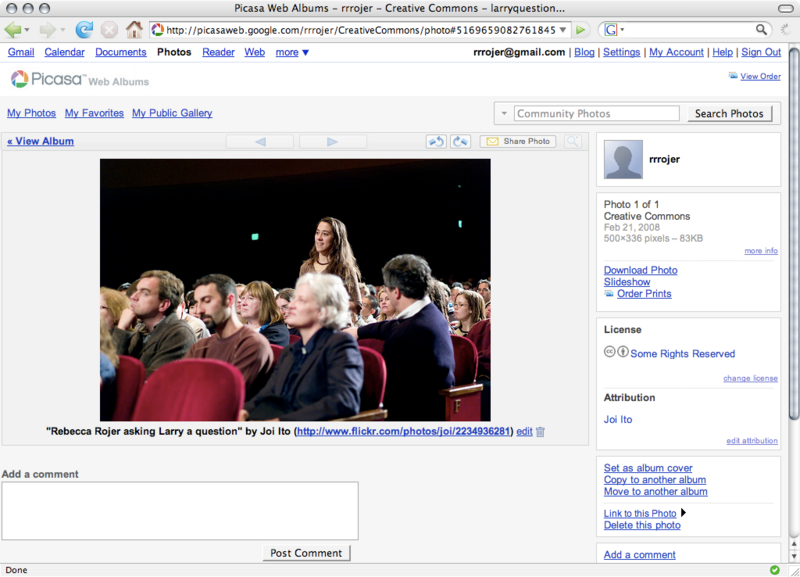 Picasa Web Albums – rrrojer – Creative Commons – larryquestion...
http://picasaweb.google.com/rrrojer/CreativeCommons/photo#5169659082761845
G
Gmail Calendar Documents Photos Reader Web more ▼
rrrojer@gmail.com | Blog | Settings | My Account | Help | Sign Out
Picasa™ Web Albums
View Order
My Photos My Favorites My Public Gallery
Community Photos
Search Photos
« View Album
Share Photo
rrrojer
Photo 1 of 1
Creative Commons
Feb 21, 2008
500×336 pixels – 83KB
more info
Download Photo
Slideshow
Order Prints
License
cc Some Rights Reserved
change license
Attribution
Joi Ito
edit attribution
"Rebecca Rojer asking Larry a question" by Joi Ito (http://www.flickr.com/photos/joi/2234936281) edit
Add a comment
Post Comment
Set as album cover
Copy to another album
Move to another album
Link to this Photo
Delete this photo
Add a comment
Done